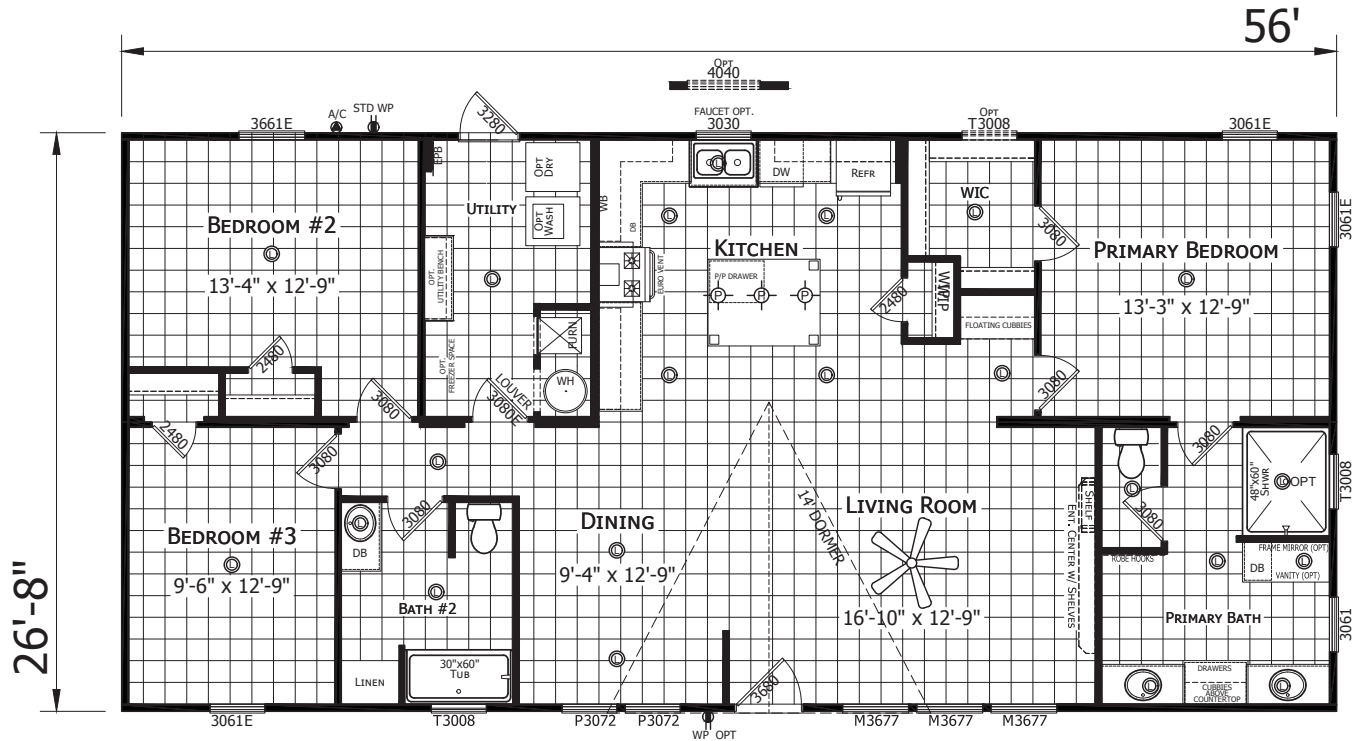 56'
OPT
4040
A/C
STD WP
FAUCET OPT.
OPT
3661E
3280
3030
T3008
3061E
EPB
OPT
DRY
DW
REFR
WIC
UTILITY
OPT
WASH
WB
DB
3080
3061E
BEDROOM #2
13'-4" x 12'-9"
KITCHEN
PRIMARY BEDROOM
13'-3" x 12'-9"
OPT.
UTILITY BENCH
EURO VENT
P/P DRAWER
P
P
P
2480
FLOATING CUBBIES
FURN
OPT.
FREEZER SPACE
LOUVER
WH
2480
3080
3080E
3080
2480
3080
3080
48"x60"
SHWR
OPT
T3008
14' DORMER
LIVING ROOM
16'-10" x 12'-9"
SHELF
ENT. CENTER W/ SHELVES
3080
ROBE HOOKS
FRAME MIRROR (OPT)
DB
VANITY (OPT)
BEDROOM #3
9'-6" x 12'-9"
DB
3080
DINING
9'-4" x 12'-9"
BATH #2
PRIMARY BATH
3061
26'-8"
LINEN
30"x60"
TUB
3680
DRAWERS
CUBBIES
ABOVE
COUNTERTOP
3061E
T3008
P3072
P3072
WP OPT
M3677
M3677
M3677